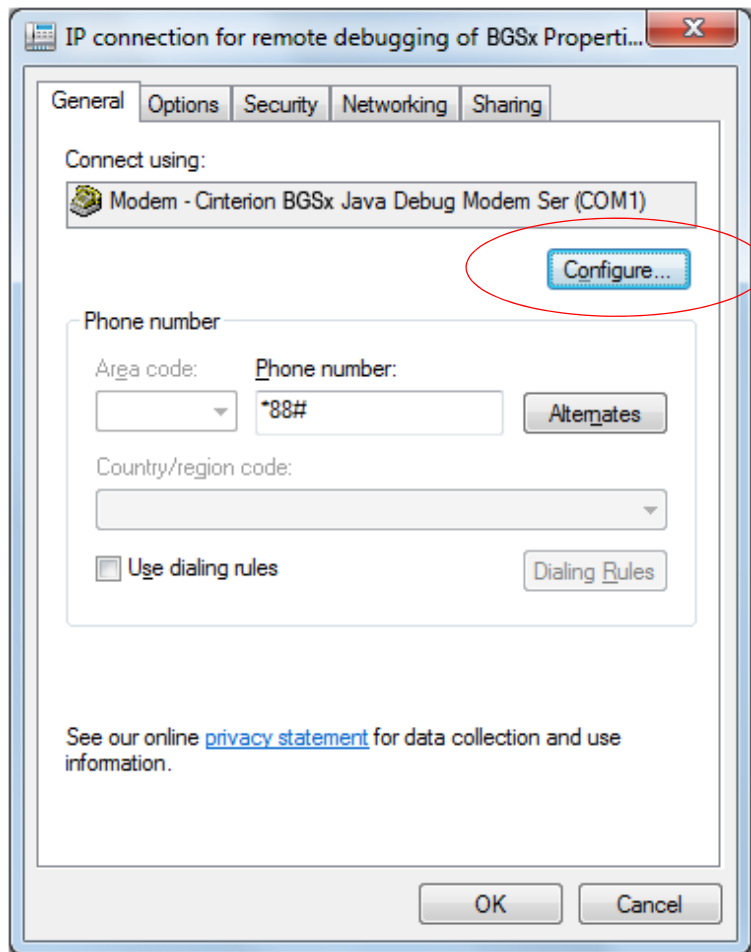 IP connection for remote debugging of BGSx Properti...
General Options Security Networking Sharing
Connect using:
Modem - Cinterion BGSx Java Debug Modem Ser (COM1)
Configure...
Phone number
Area code: Phone number:
*88#
Alternates
Country/region code:
Use dialing rules
Dialing Rules
See our online privacy statement for data collection and use
information.
OK Cancel